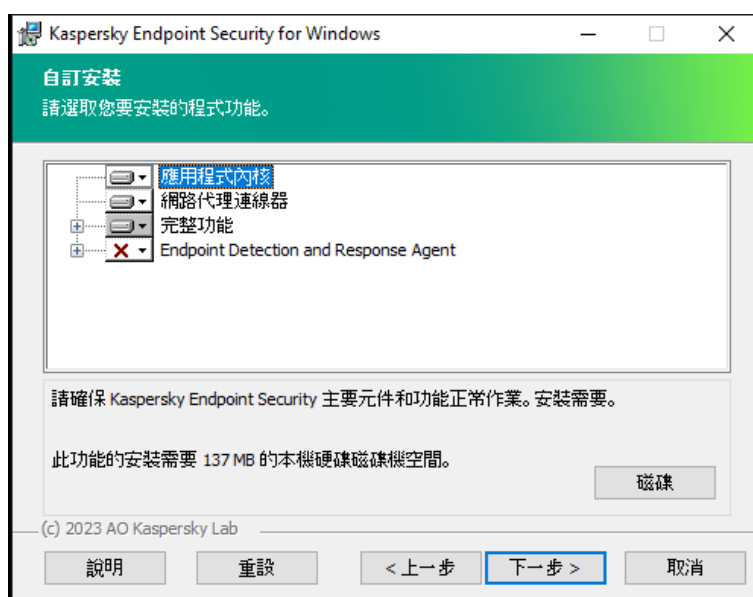 Kaspersky Endpoint Security for Windows
自訂安裝
請選取您要安裝的程式功能。
應用程式內核
網路代理連線器
完整功能
Endpoint Detection and Response Agent
請確保 Kaspersky Endpoint Security 主要元件和功能正常作業。安裝需要。
此功能的安裝需要 137 MB 的本機硬碟磁碟機空間。
磁碟
(c) 2023 AO Kaspersky Lab
說明
重設
< 上一步
下一步 >
取消